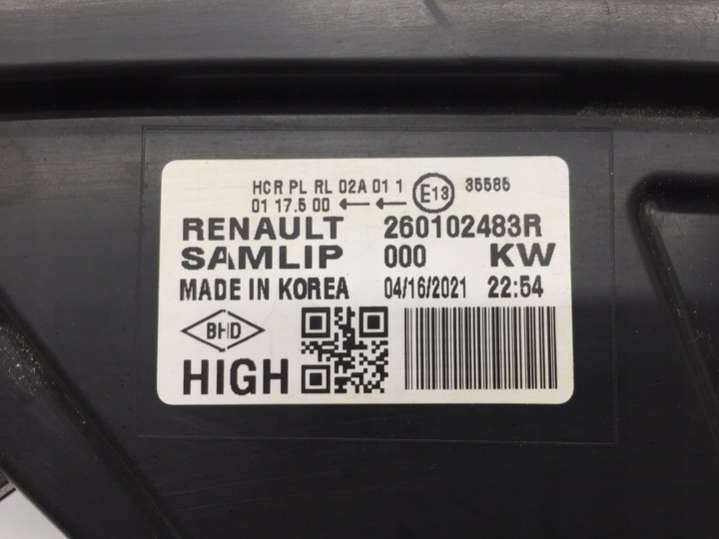 HCR PL RL 02A 01 1 E13 35585
01 17.5 00 ← ←
RENAULT 260102483R
SAMLIP 000 KW
MADE IN KOREA 04/16/2021 22:54
BHD
HIGH